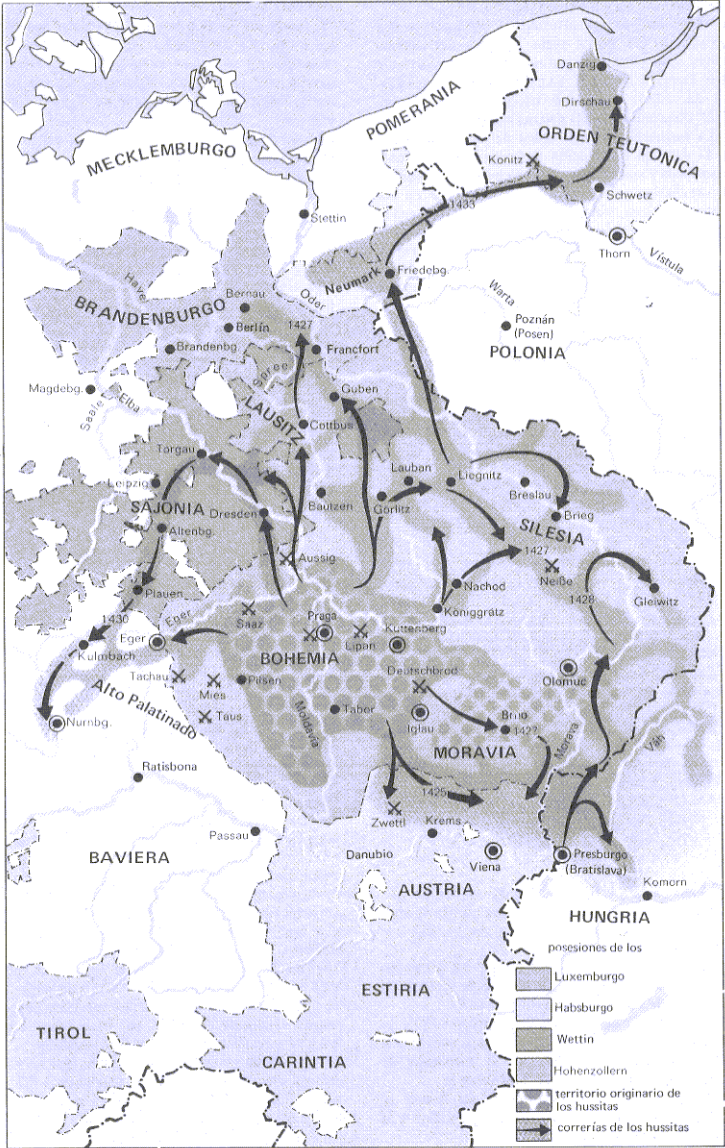 Danzig
Dirschau
POMERANIA
ORDEN TEUTONICA
MECKLEMBURGO
Konitz
Schwetz
1433
Stettin
Thorn
Vístula
Neumark
Friedebg.
Havel
Bernau
Oder
Warta
BRANDENBURGO
Berlín
1427
Poznán
(Posen)
Brandenbg
Francfort
POLONIA
Spree
Magdebg.
Elba
Saale
Guben
LAUSITZ
Cottbus
Torgau
Lauban
Liegnitz
Leipzig
Bautzen
Görlitz
Breslau
SAJONIA
Dresden
Brieg
Altenbg.
SILESIA
Aussig
1427
Neiße
Plauen
Nachod
1428
Gleiwitz
1430
Eger
Saaz
Königgrátz
Praga
Eger
Lipan
Kuttenberg
Kulmbach
BOHEMIA
Tachau
Mies
Pilsen
Deutschbrod
Olomuc
Alto Palatinado
Taus
Moldavia
Tabor
Iglau
Brno
1427
Nurnbg.
MORAVIA
Morava
Váh
Ratisbona
1425
Zwettl
Krems
Passau
Danubio
Viena
Presburgo
(Bratislava)
BAVIERA
AUSTRIA
Komorn
HUNGRIA
posesiones de los
Luxemburgo
ESTIRIA
Habsburgo
TIROL
Wettin
CARINTIA
Hohenzollern
territorio originario de
los hussitas
correrías de los hussitas